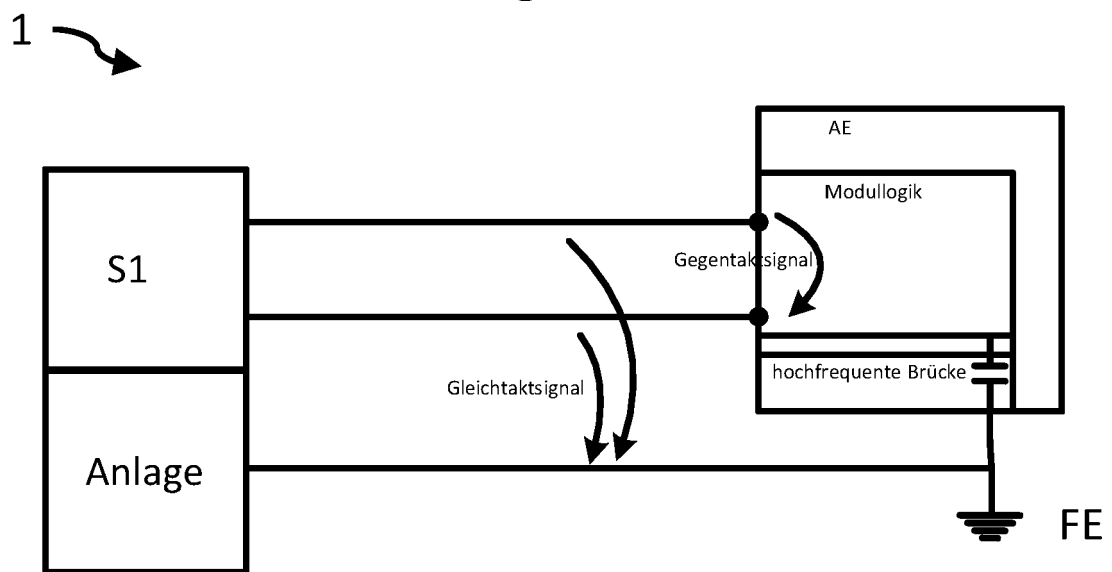 1
AE
Modullogik
S1
Gegentaktsignal
hochfrequente Brücke
Gleichtaktsignal
Anlage
FE